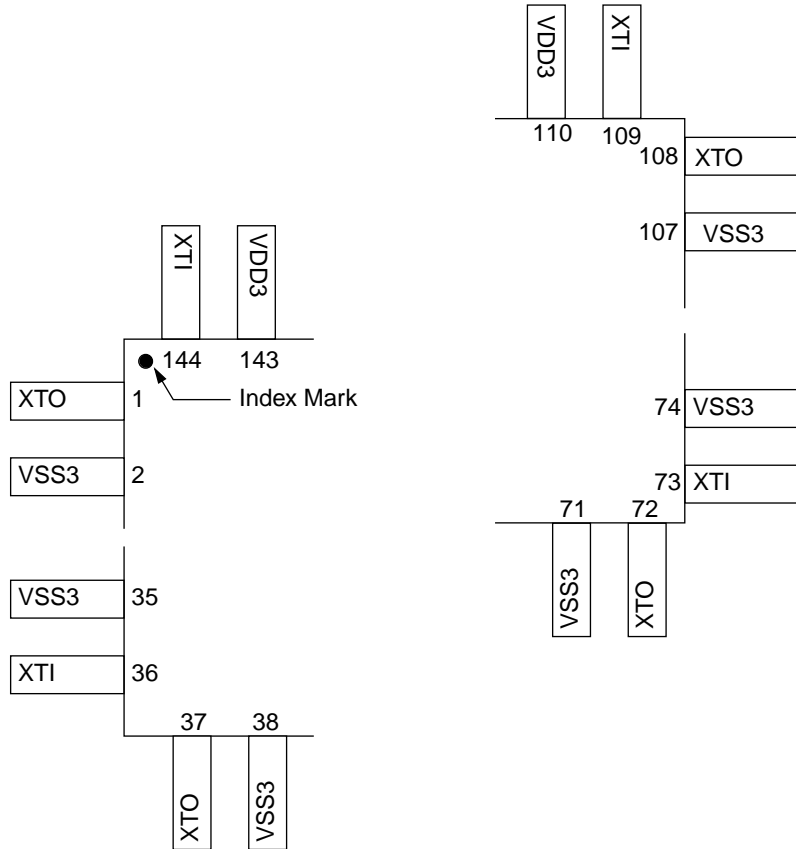 VDD3
XTI
110
109
108
XTO
107
VSS3
XTI
VDD3
144
143
XTO
1
Index Mark
VSS3
2
74
VSS3
73
XTI
71
72
VSS3
XTO
VSS3
35
XTI
36
37
38
XTO
VSS3